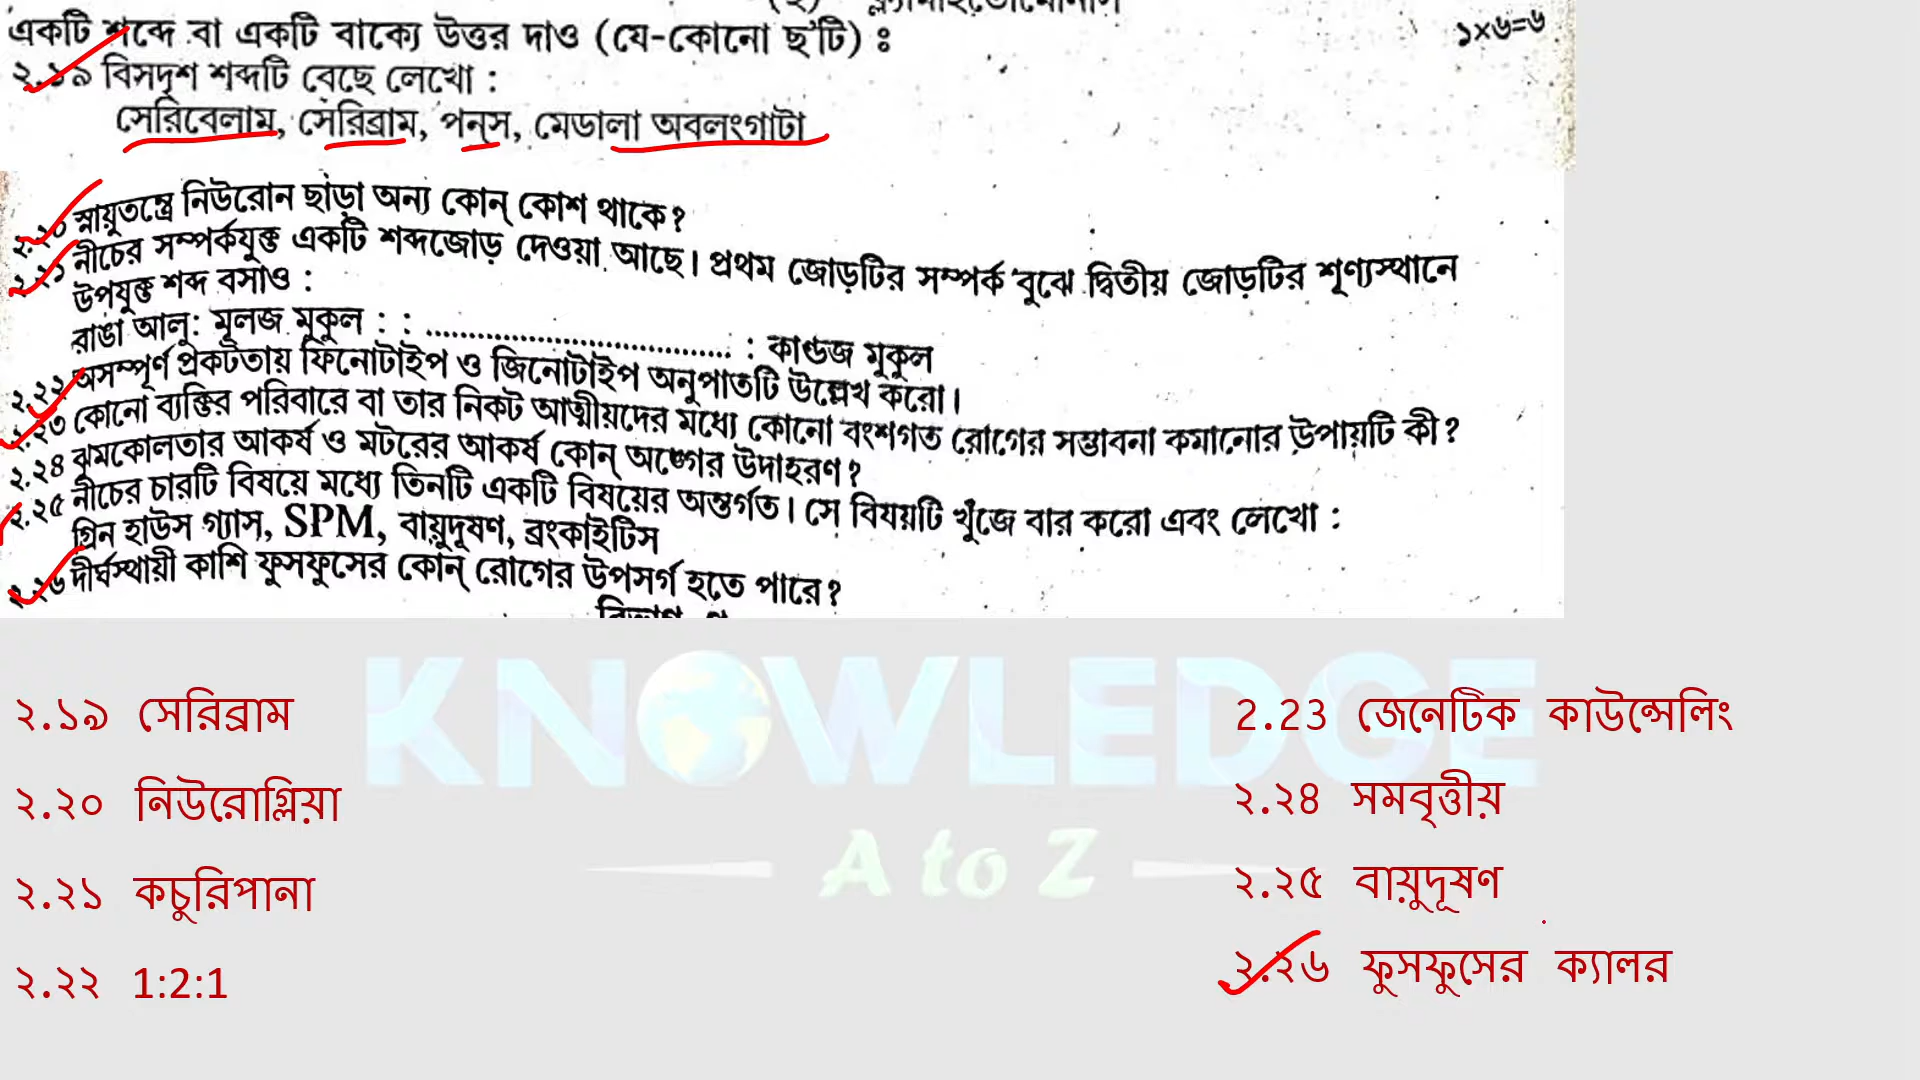 একটি শব্দে বা একটি বাক্যে উত্তর দাও (যে-কোনো ছ'টি) ঃ ১×৬=৬
২.১৯ বিসদৃশ শব্দটি বেছে লেখো :
সেরিবেলাম, সেরিব্রাম, পন্‌স, মেডালা অবলংগাটা
২.২০ স্নায়ুতন্ত্রে নিউরোন ছাড়া অন্য কোন্ কোশ থাকে?
২.২১ নীচের সম্পর্কযুক্ত একটি শব্দজোড় দেওয়া আছে। প্রথম জোড়টির সম্পর্ক বুঝে দ্বিতীয় জোড়টির শূণ্যস্থানে
উপযুক্ত শব্দ বসাও :
রাঙা আলু: মূলজ মুকুল : : ....................................... : কাণ্ডজ মুকুল
২.২২ অসম্পূর্ণ প্রকটতায় ফিনোটাইপ ও জিনোটাইপ অনুপাতটি উল্লেখ করো।
২.২৩ কোনো ব্যক্তির পরিবারে বা তার নিকট আত্মীয়দের মধ্যে কোনো বংশগত রোগের সম্ভাবনা কমানোর উপায়টি কী?
২.২৪ ঝুমকোলতার আকর্ষ ও মটরের আকর্ষ কোন্ অঙ্গের উদাহরণ?
২.২৫ নীচের চারটি বিষয়ে মধ্যে তিনটি একটি বিষয়ের অন্তর্গত। সে বিষয়টি খুঁজে বার করো এবং লেখো :
গ্রিন হাউস গ্যাস, SPM, বায়ুদূষণ, ব্রংকাইটিস
২.২৬ দীর্ঘস্থায়ী কাশি ফুসফুসের কোন্ রোগের উপসর্গ হতে পারে?
KNOWLEDGE
A to Z
২.১৯ সেরিব্রাম
২.২০ নিউরোগ্লিয়া
২.২১ কচুরিপানা
২.২২ 1:2:1
2.23 জেনেটিক কাউন্সেলিং
২.২৪ সমবৃত্তীয়
২.২৫ বায়ুদূষণ
২.২৬ ফুসফুসের ক্যালর